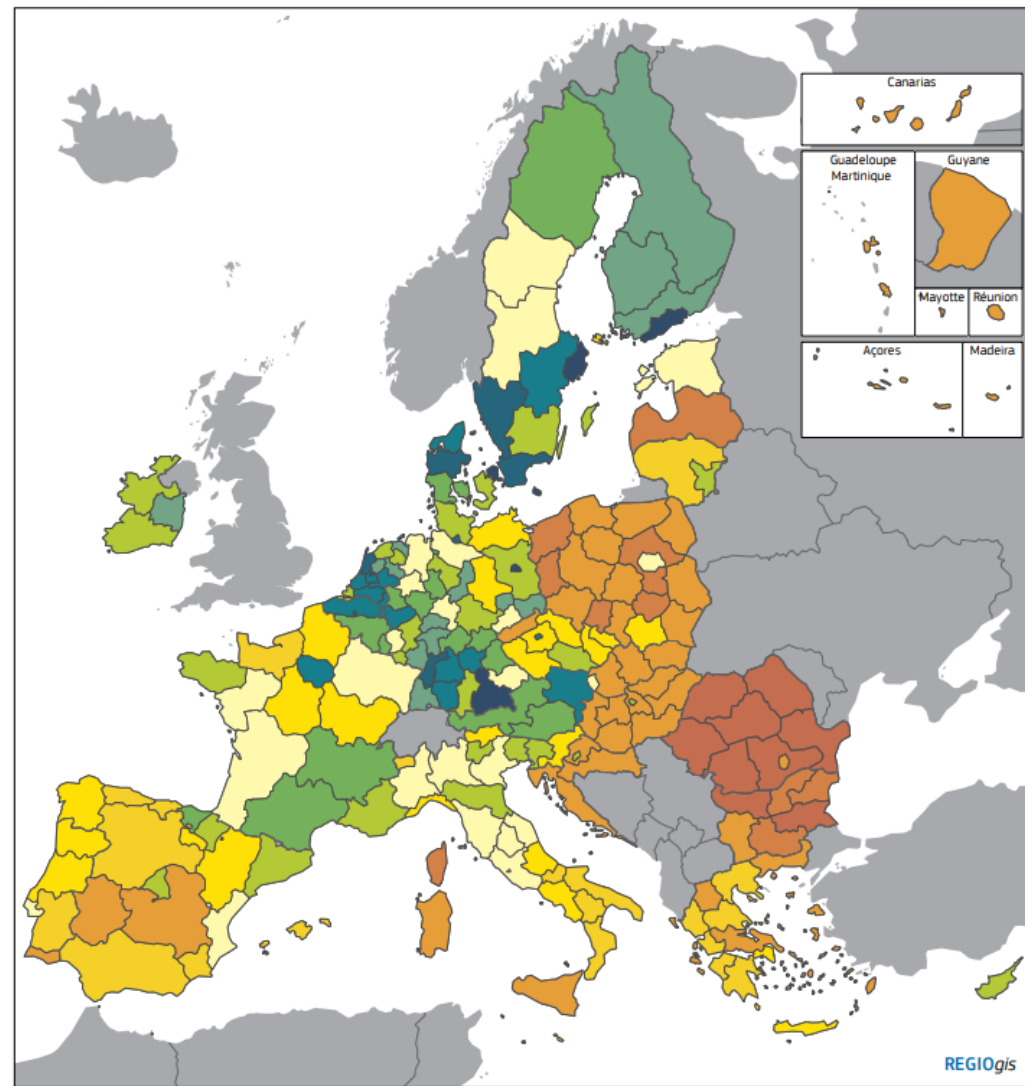 Canarias
Guadeloupe
Martinique
Guyane
Mayotte
Réunion
Açores
Madeira
REGIOgis